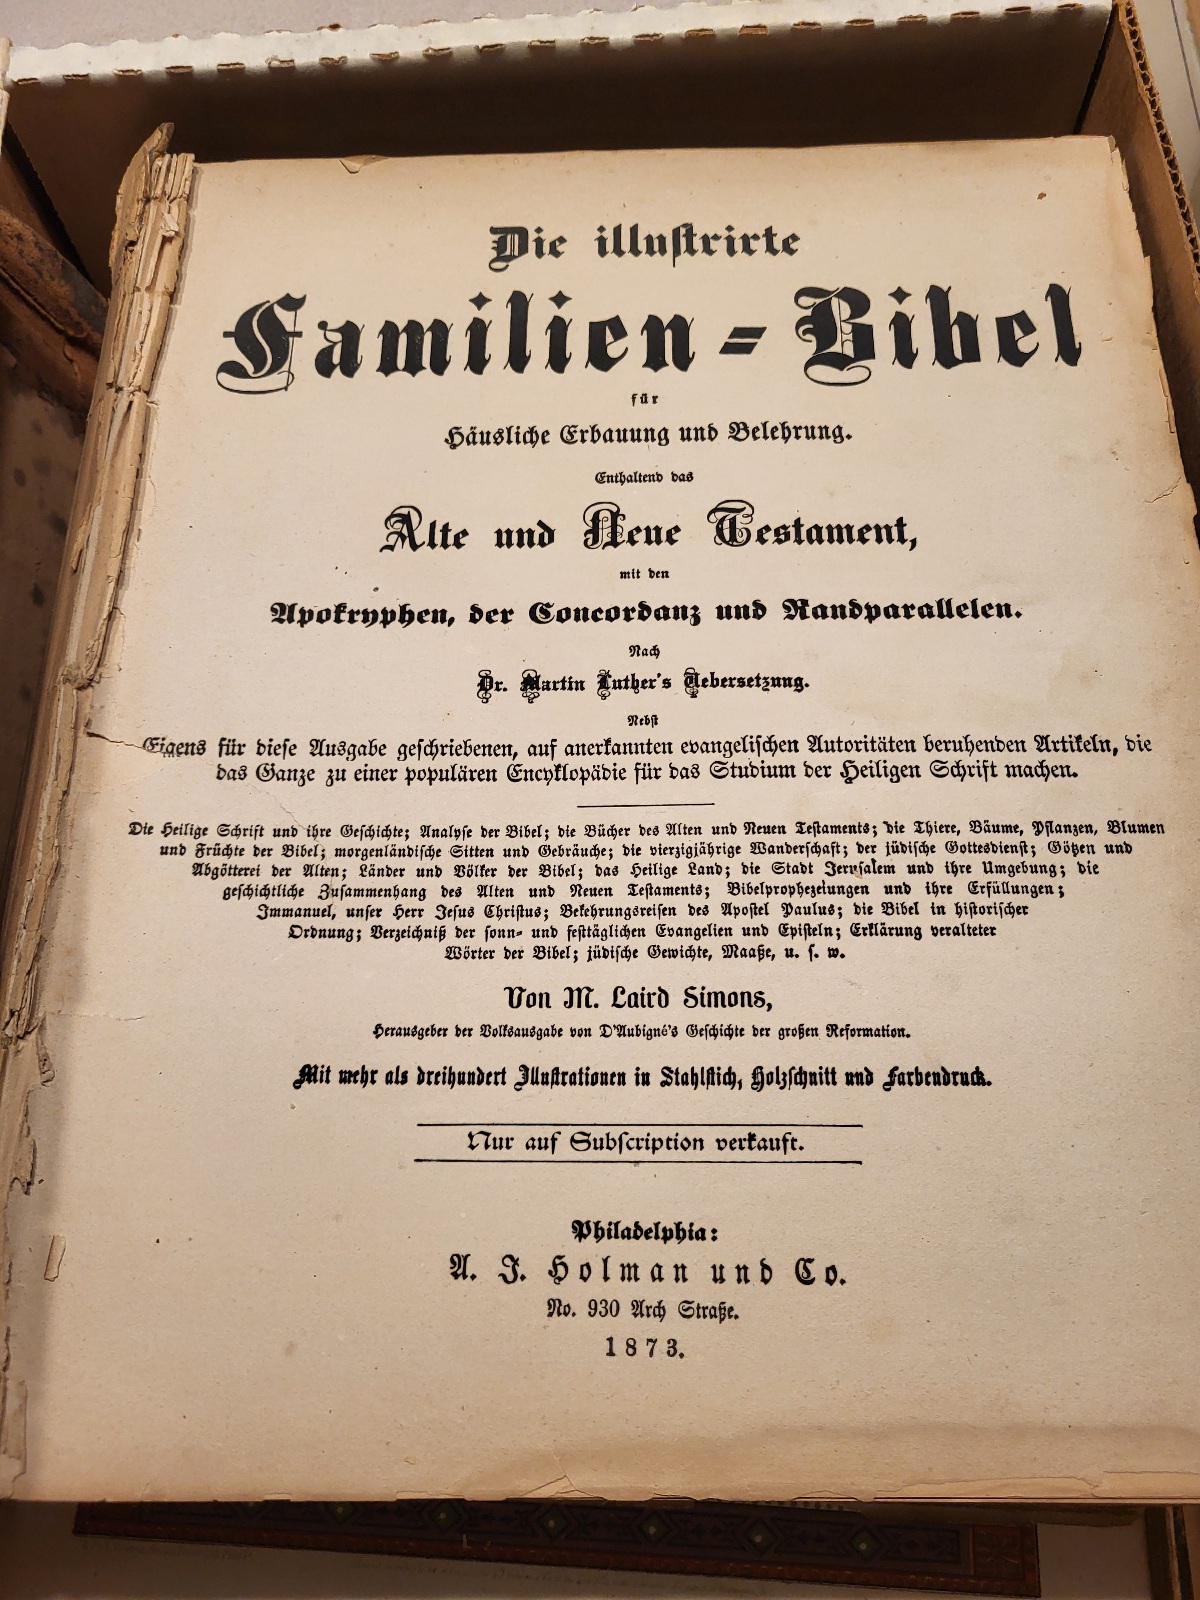 Die illustrirte
Familien=Bibel
für
Häusliche Erbauung und Belehrung.
Enthaltend das
Alte und Neue Testament,
mit den
Apokryphen, der Concordanz und Randparallelen.
Nach
Dr. Martin Luther's Uebersetzung.
Nebst
Eigens für diese Ausgabe geschriebenen, auf anerkannten evangelischen Autoritäten beruhenden Artikeln, die
das Ganze zu einer populären Encyklopädie für das Studium der Heiligen Schrift machen.
Die Heilige Schrift und ihre Geschichte; Analyse der Bibel; die Bücher des Alten und Neuen Testaments; die Thiere, Bäume, Pflanzen, Blumen
und Früchte der Bibel; morgenländische Sitten und Gebräuche; die vierzigjährige Wanderschaft; der jüdische Gottesdienst; Götzen und
Abgötterei der Alten; Länder und Völker der Bibel; das Heilige Land; die Stadt Jerusalem und ihre Umgebung; die
geschichtliche Zusammenhang des Alten und Neuen Testaments; Bibelprophezeiungen und ihre Erfüllungen;
Immanuel, unser Herr Jesus Christus; Bekehrungsreisen des Apostel Paulus; die Bibel in historischer
Ordnung; Verzeichniß der sonn= und festtäglichen Evangelien und Episteln; Erklärung veralteter
Wörter der Bibel; jüdische Gewichte, Maaße, u. s. w.
Von M. Laird Simons,
Herausgeber der Volksausgabe von D'Aubigné's Geschichte der großen Reformation.
Mit mehr als dreihundert Illustrationen in Stahlstich, Holzschnitt und Farbendruck.
Nur auf Subscription verkauft.
Philadelphia:
A. J. Holman und Co.
No. 930 Arch Straße.
1873.